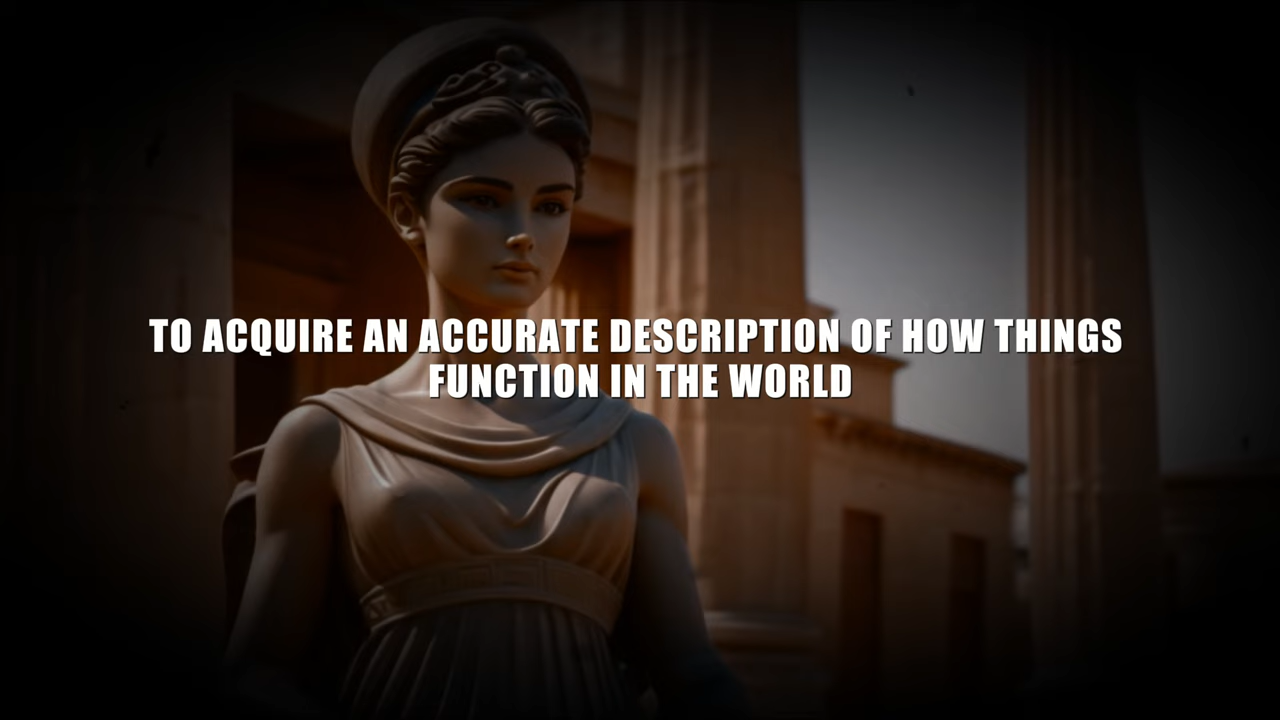 TO ACQUIRE AN ACCURATE DESCRIPTION OF HOW THINGS
FUNCTION IN THE WORLD